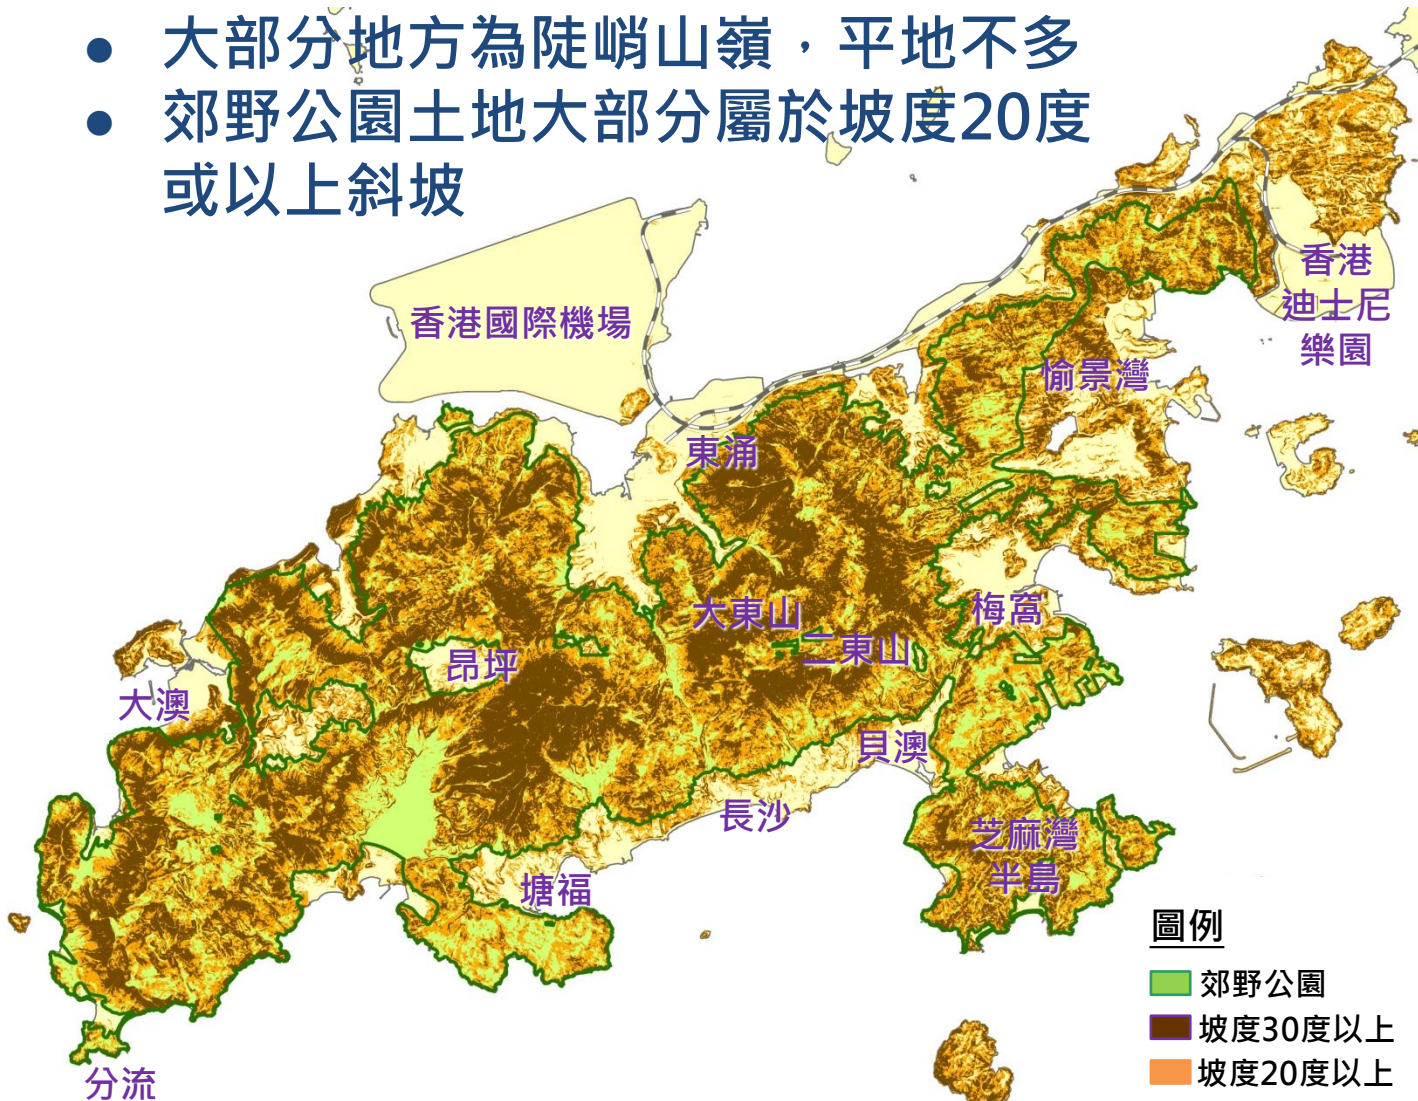 ● 大部分地方為陡峭山嶺，平地不多
● 郊野公園土地大部分屬於坡度20度
或以上斜坡
香港國際機場
香港
迪士尼
樂園
愉景灣
東涌
大東山
二東山
梅窩
昂坪
大澳
貝澳
長沙
芝麻灣
半島
塘福
分流
圖例
郊野公園
坡度30度以上
坡度20度以上